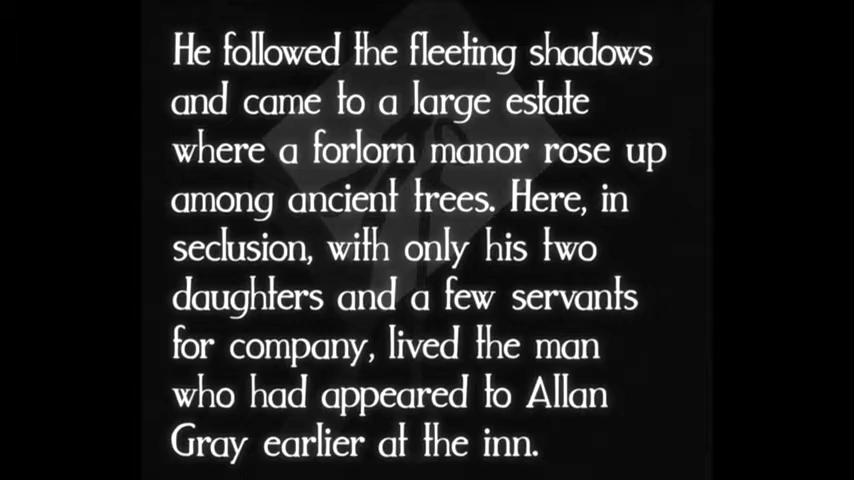 He followed the fleeting shadows
and came to a large estate
where a forlorn manor rose up
among ancient trees. Here, in
seclusion, with only his two
daughters and a few servants
for company, lived the man
who had appeared to Allan
Gray earlier at the inn.